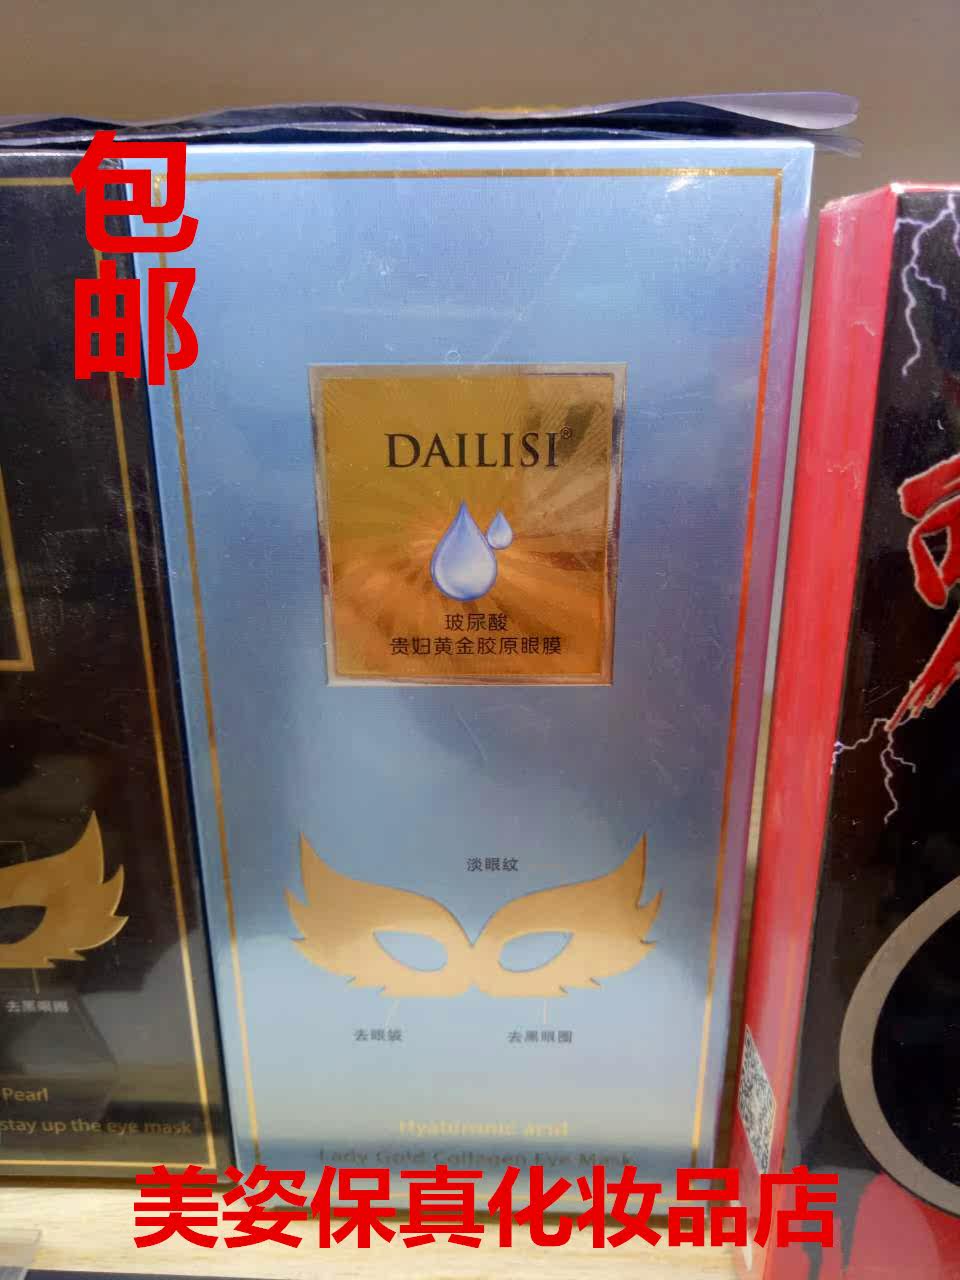 包
邮
DAILISI®
玻尿酸
贵妇黄金胶原眼膜
淡眼纹
去眼袋
去黑眼圈
Hyaluronic acid
Lady Gold Collagen Eye Mask
去黑眼圈
Pearl
stay up the eye mask
美姿保真化妆品店